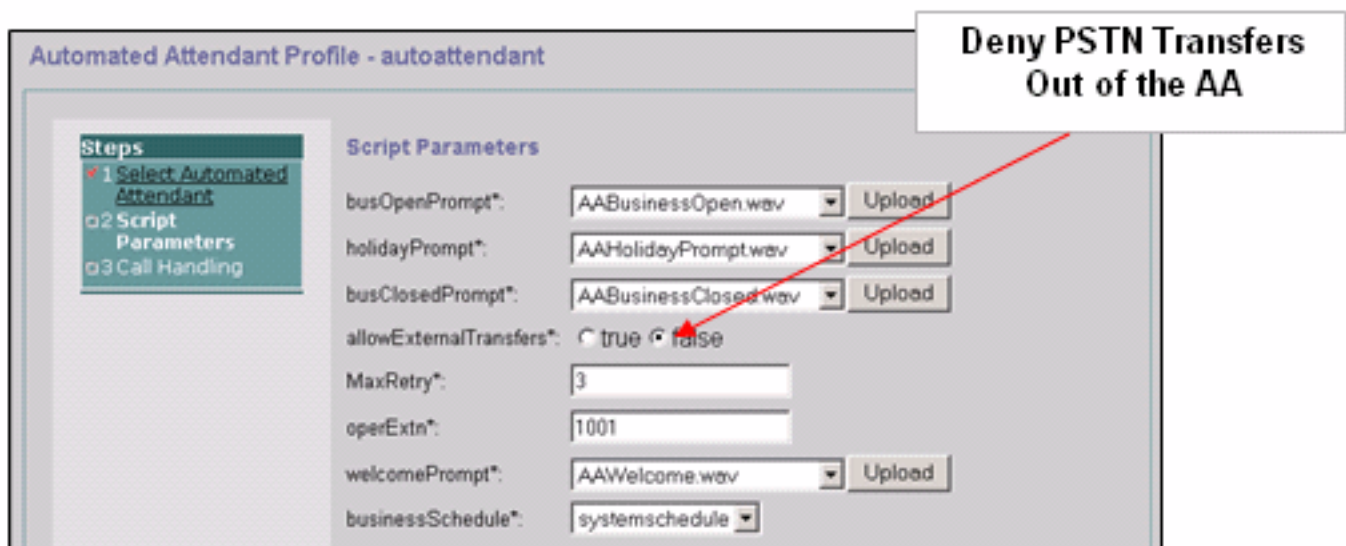 Deny PSTN Transfers
Out of the AA
Automated Attendant Profile - autoattendant
Steps
1 Select Automated
Attendant
2 Script
Parameters
3 Call Handling
Script Parameters
busOpenPrompt*: AABusinessOpen.wav Upload
holidayPrompt*: AAHolidayPrompt.wav Upload
busClosedPrompt*: AABusinessClosed.wav Upload
allowExternalTransfers*: true false
MaxRetry*: 3
operExtn*: 1001
welcomePrompt*: AAWelcome.wav Upload
businessSchedule*: systemschedule